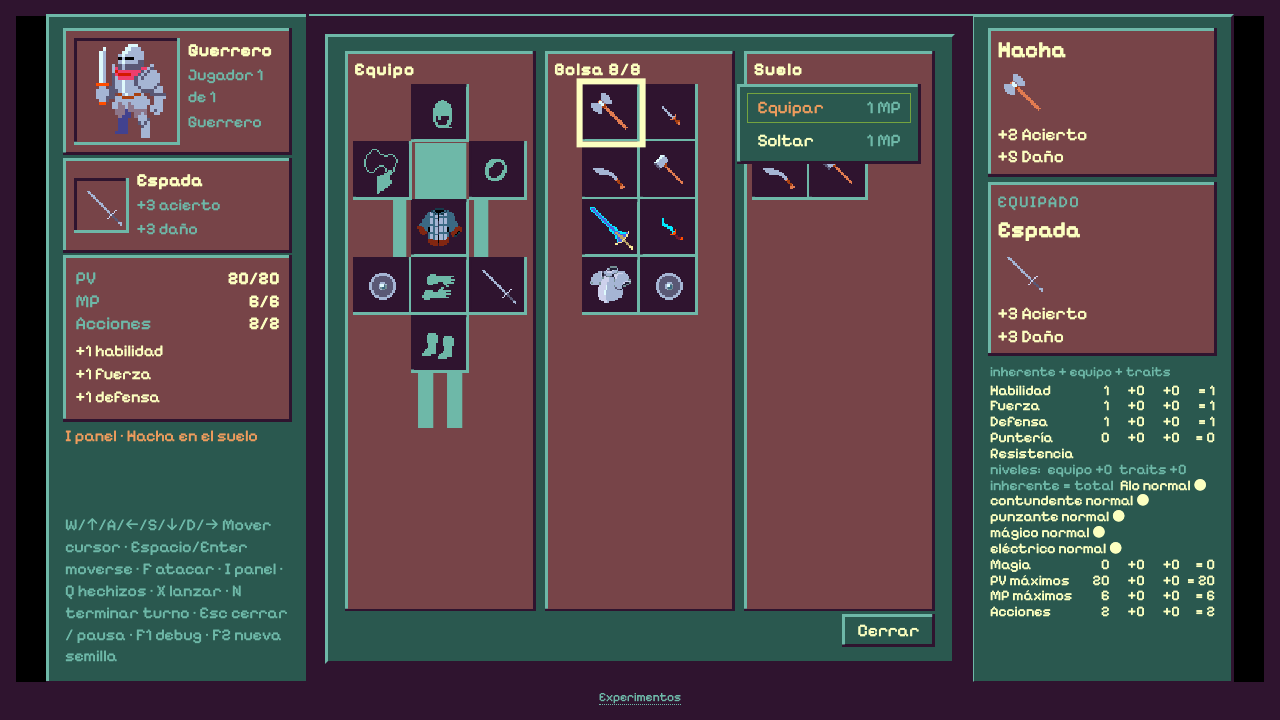 Guerrero
Jugador 1
de 1
Guerrero
Espada
+3 acierto
+3 daño
PV 20/20
MP 6/6
Acciones 2/2
+1 habilidad
+1 fuerza
+1 defensa
I panel · Hacha en el suelo
W/↑/A/←/S/↓/D/→ Mover
cursor · Espacio/Enter
moverse · F atacar · I panel ·
Q hechizos · X lanzar · N
terminar turno · Esc cerrar
/ pausa · F1 debug · F2 nueva
semilla
Equipo
Bolsa 8/8
Suelo
Equipar 1 MP
Soltar 1 MP
Cerrar
Hacha
+2 Acierto
+5 Daño
EQUIPADO
Espada
+3 Acierto
+3 Daño
inherente + equipo + traits
Habilidad 1 +0 +0 = 1
Fuerza 1 +0 +0 = 1
Defensa 1 +0 +0 = 1
Puntería 0 +0 +0 = 0
Resistencia
niveles: equipo +0 traits +0
inherente = total filo normal
contundente normal
punzante normal
mágico normal
eléctrico normal
Magia 0 +0 +0 = 0
PV máximos 20 +0 +0 = 20
MP máximos 6 +0 +0 = 6
Acciones 2 +0 +0 = 2
Experimentos